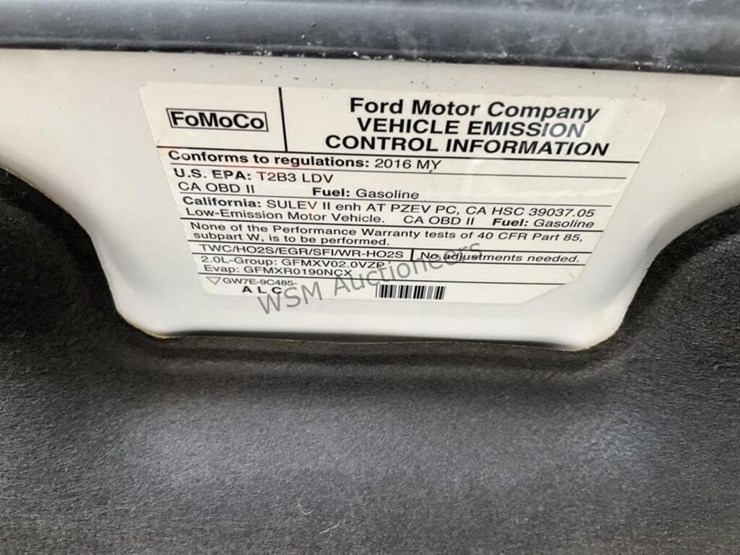 FoMoCo
Ford Motor Company
VEHICLE EMISSION
CONTROL INFORMATION
Conforms to regulations: 2016 MY
U.S. EPA: T2B3 LDV
CA OBD II Fuel: Gasoline
California: SULEV II enh AT PZEV PC, CA HSC 39037.05
Low-Emission Motor Vehicle. CA OBD II Fuel: Gasoline
None of the Performance Warranty tests of 40 CFR Part 85,
subpart W, is to be performed.
TWC/HO2S/EGR/SFI/WR-HO2S No adjustments needed.
2.0L-Group: GFMXV02.0VZP
Evap: GFMXR0190NCX
GW7E-9C485-
A L C
WSM Auctioneers